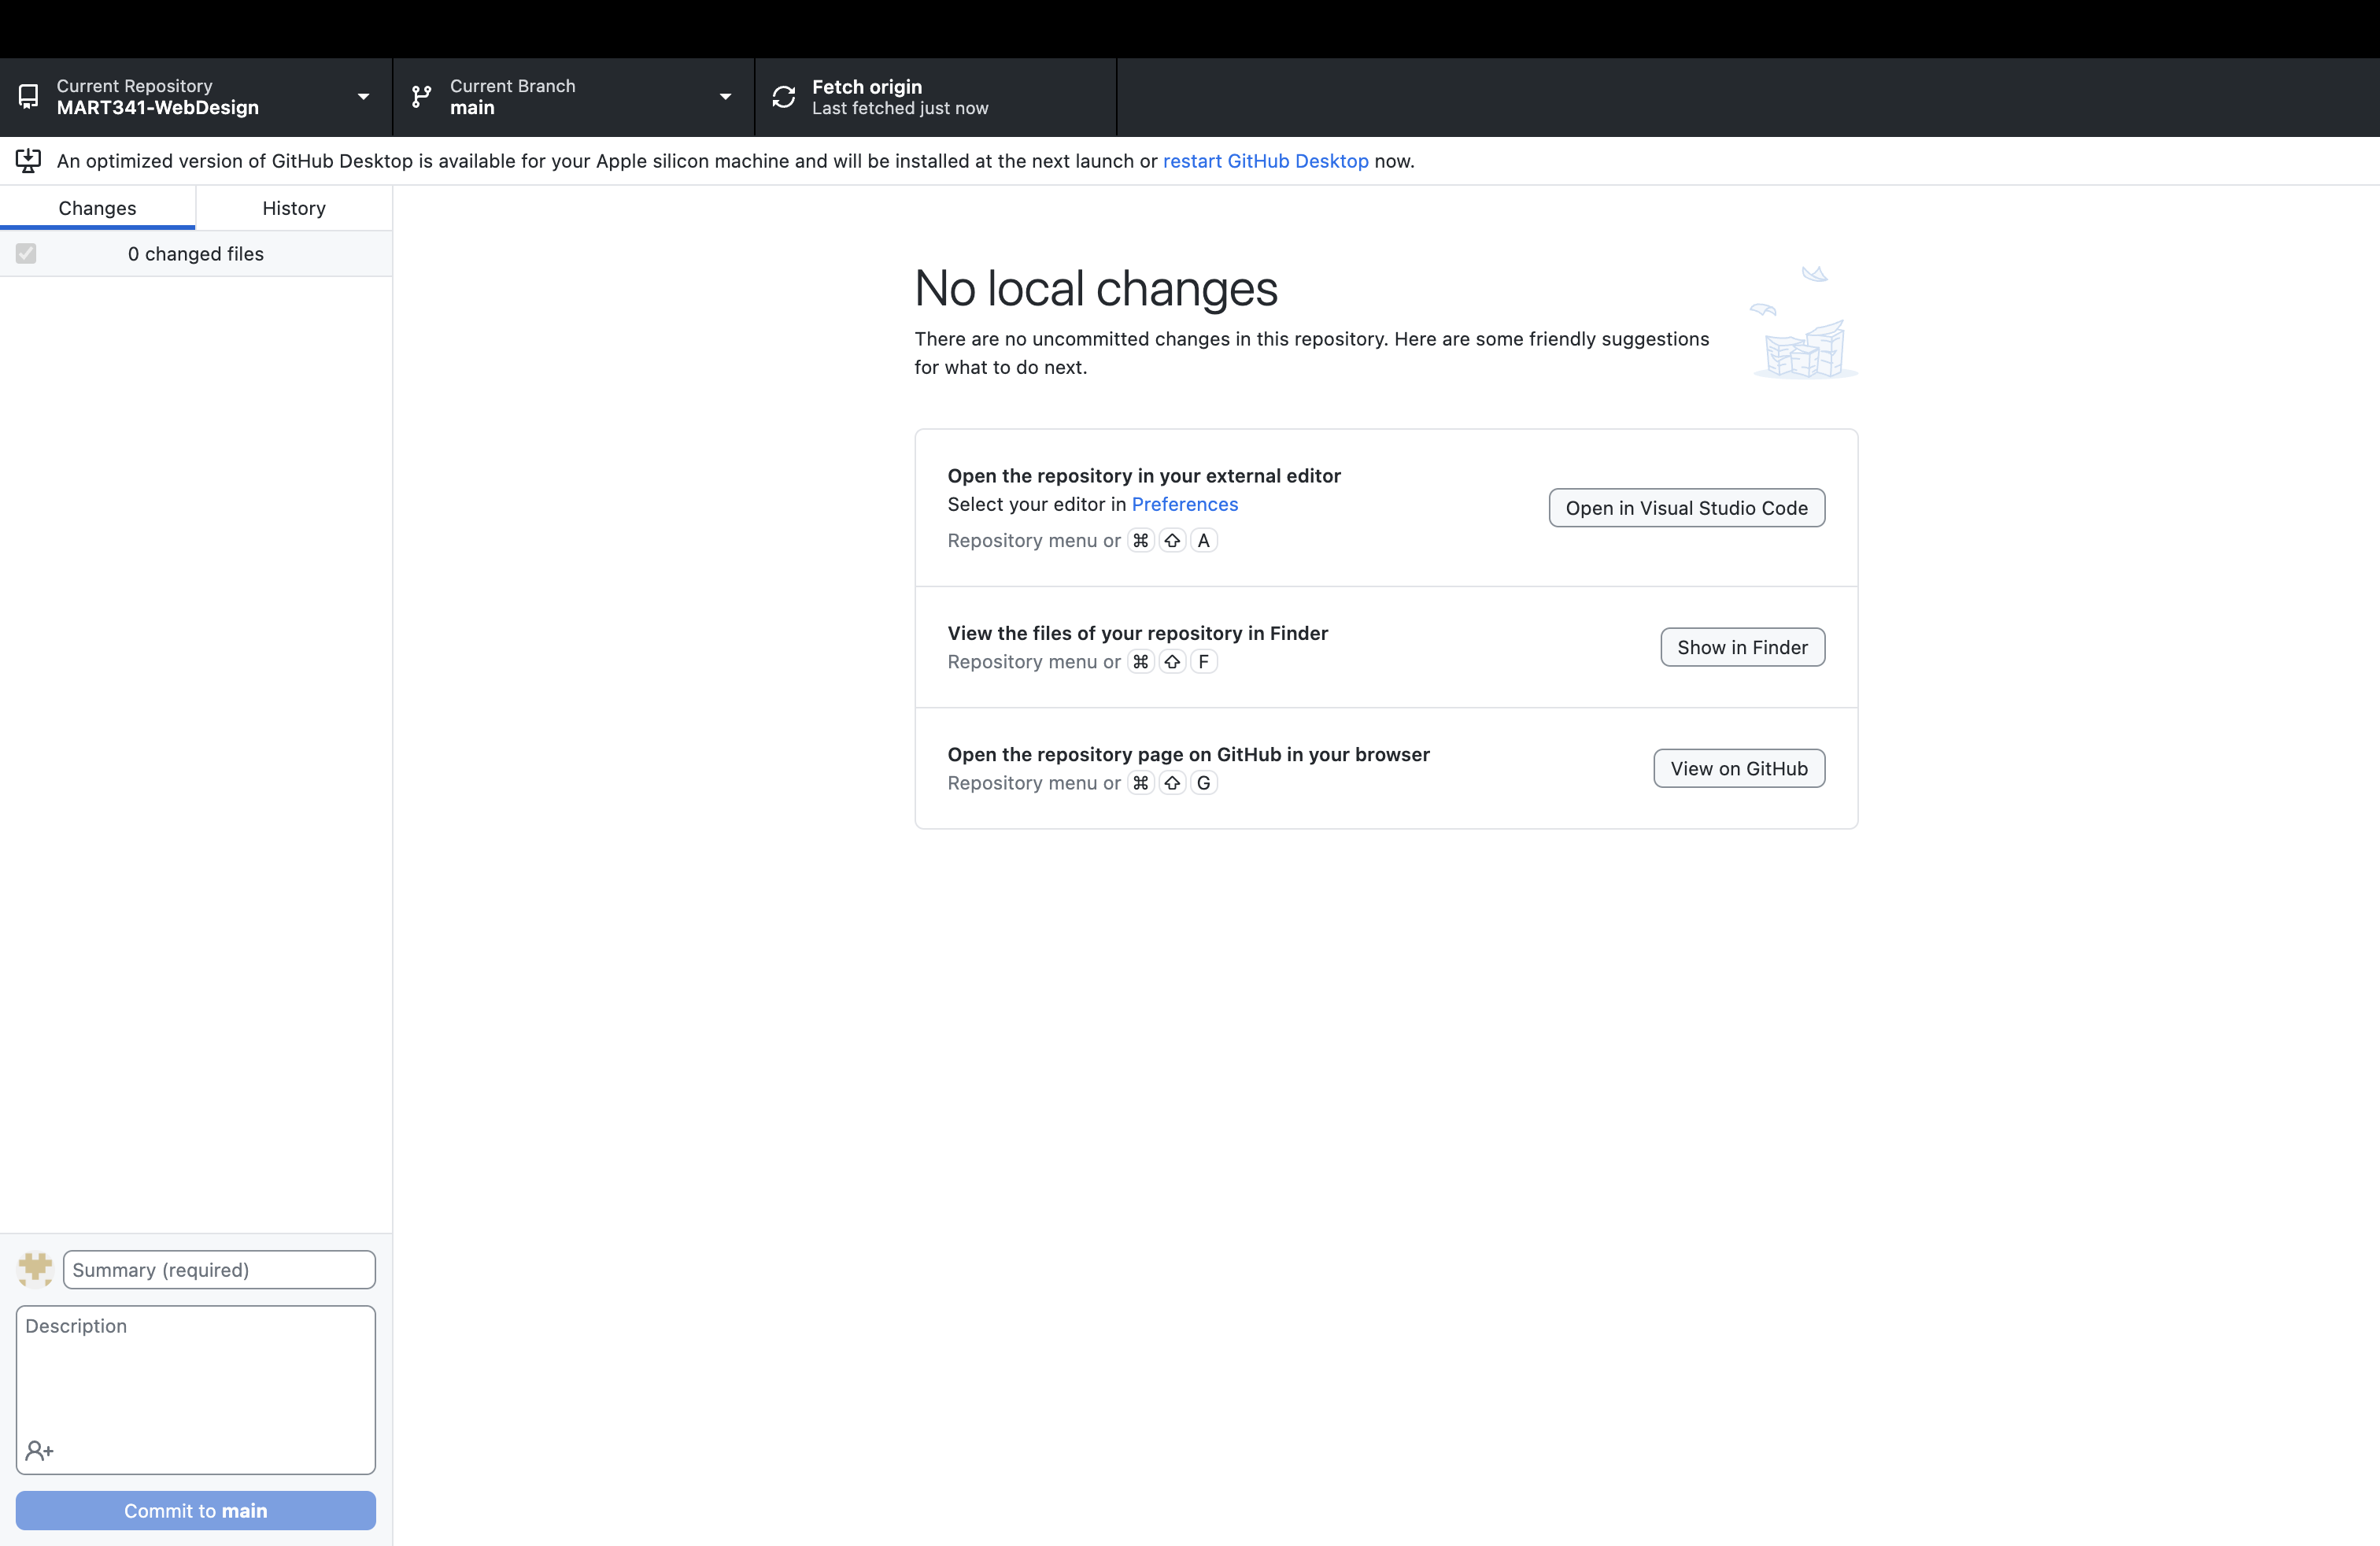 Current Repository
MART341-WebDesign
Current Branch
main
Fetch origin
Last fetched just now
An optimized version of GitHub Desktop is available for your Apple silicon machine and will be installed at the next launch or restart GitHub Desktop now.
Changes
History
0 changed files
No local changes
There are no uncommitted changes in this repository. Here are some friendly suggestions
for what to do next.
Open the repository in your external editor
Select your editor in Preferences
Repository menu or ⌘ ⇧ A
Open in Visual Studio Code
View the files of your repository in Finder
Repository menu or ⌘ ⇧ F
Show in Finder
Open the repository page on GitHub in your browser
Repository menu or ⌘ ⇧ G
View on GitHub
Summary (required)
Description
Commit to main